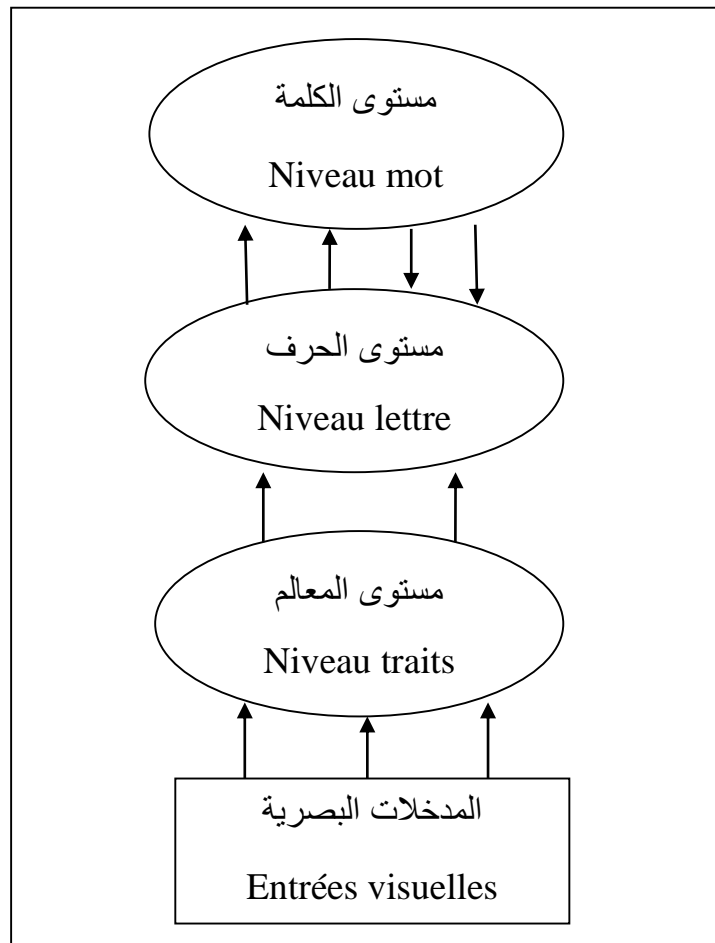 مستوى الكلمة
Niveau mot
مستوى الحرف
Niveau lettre
مستوى المعالم
Niveau traits
المدخلات البصرية
Entrées visuelles